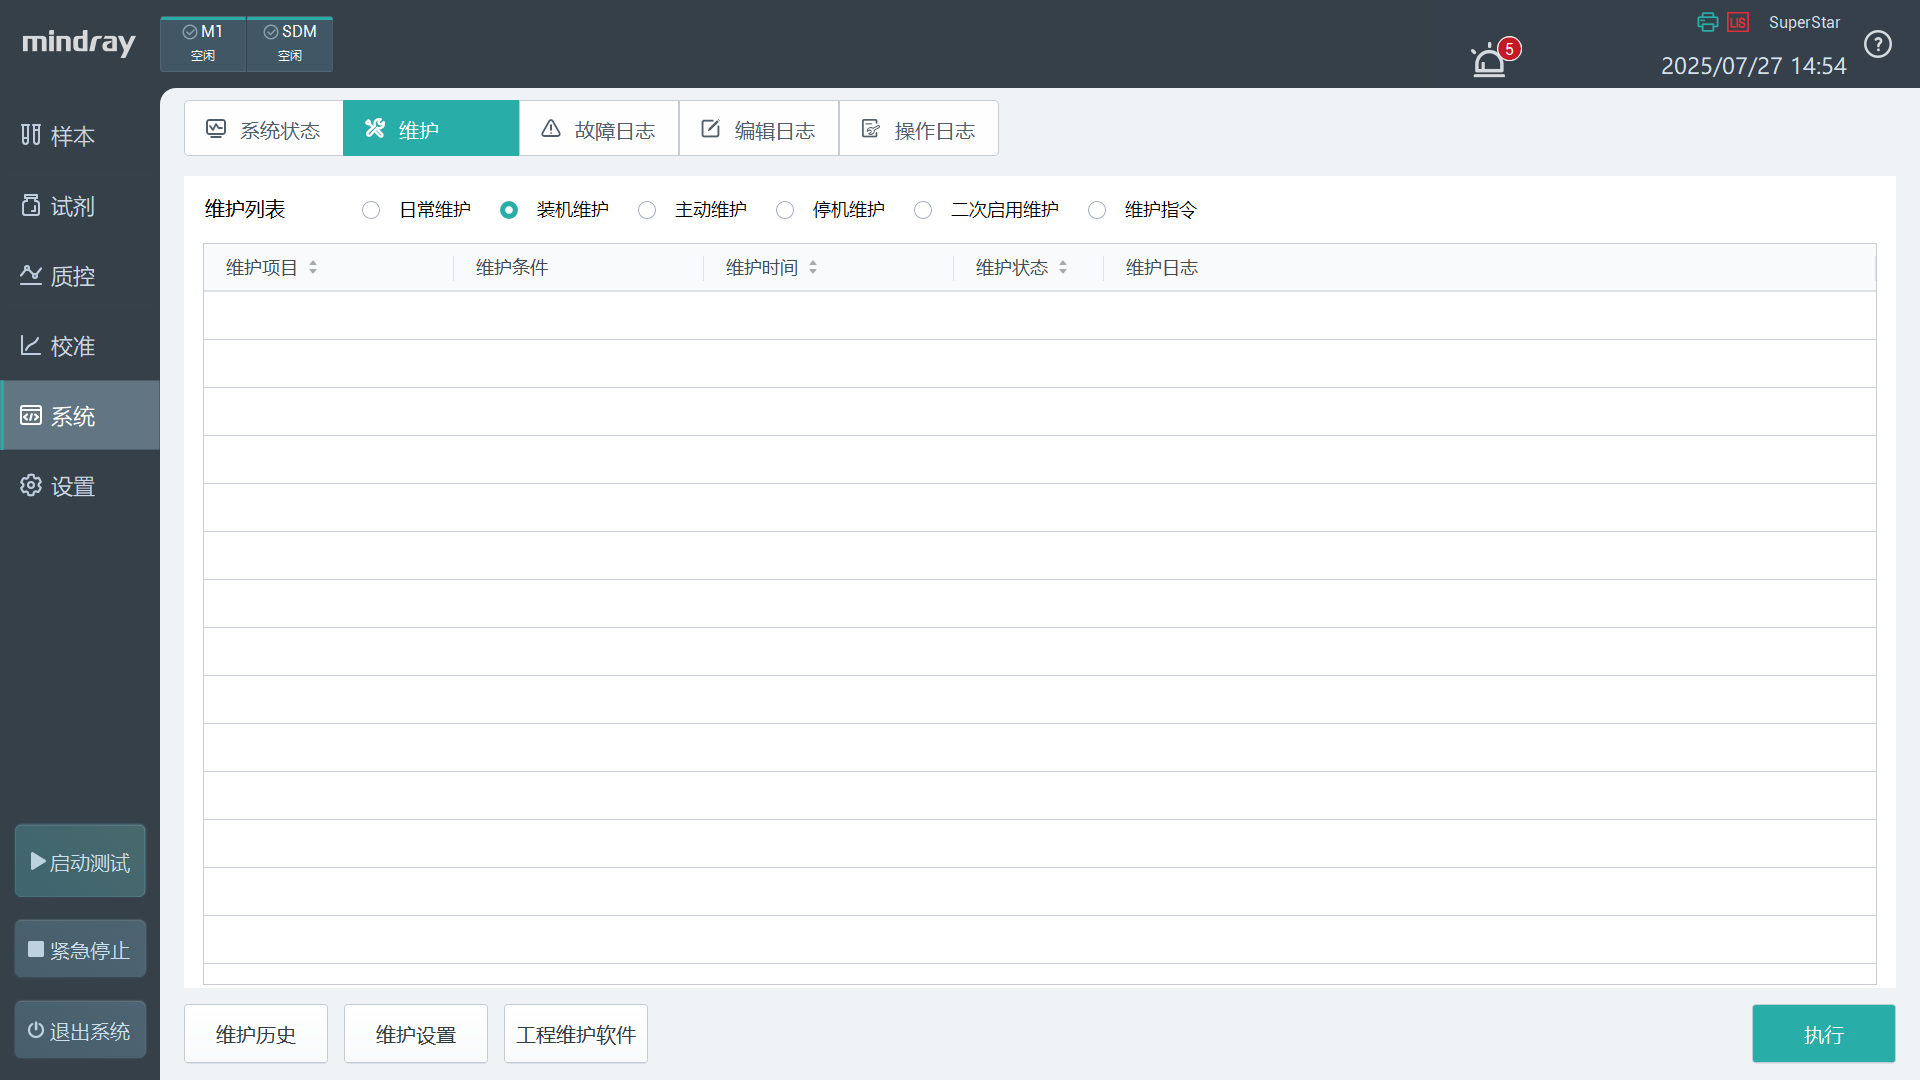 mindray
M1
空闲
SDM
空闲
5
LIS
SuperStar
2025/07/27 14:54
?
样本
试剂
质控
校准
系统
设置
启动测试
紧急停止
退出系统
系统状态
维护
故障日志
编辑日志
操作日志
维护列表
日常维护
装机维护
主动维护
停机维护
二次启用维护
维护指令
维护项目
维护条件
维护时间
维护状态
维护日志
维护历史
维护设置
工程维护软件
执行